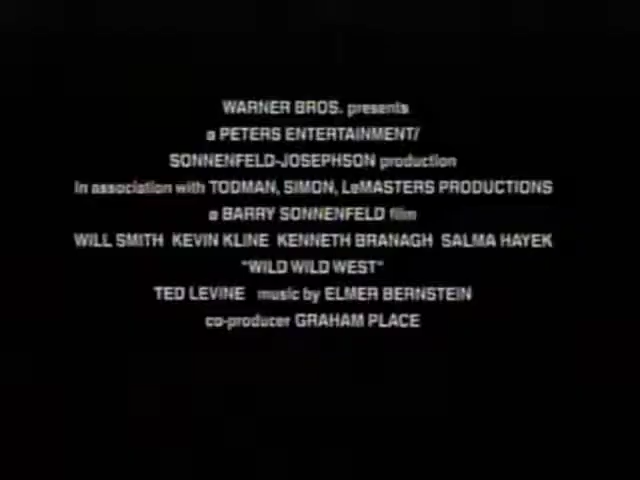 WARNER BROS. presents
a PETERS ENTERTAINMENT/
SONNENFELD-JOSEPHSON production
in association with TODMAN, SIMON, LeMASTERS PRODUCTIONS
a BARRY SONNENFELD film
WILL SMITH KEVIN KLINE KENNETH BRANAGH SALMA HAYEK
"WILD WILD WEST"
TED LEVINE music by ELMER BERNSTEIN
co-producer GRAHAM PLACE